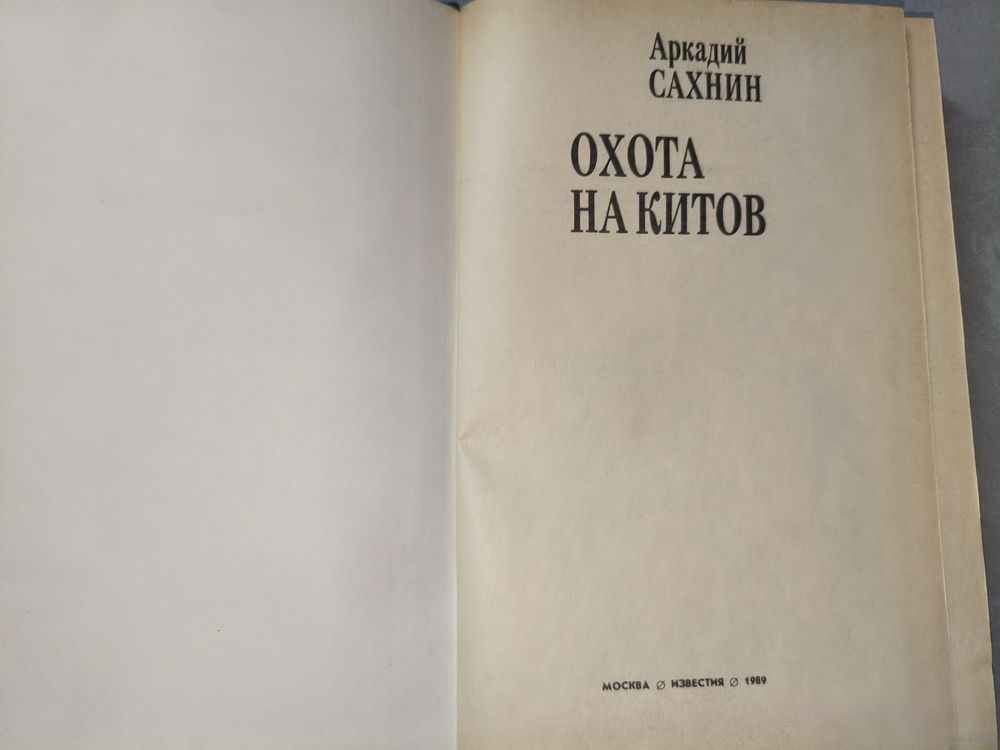 Аркадий
САХНИН
ОХОТА
НА КИТОВ
МОСКВА ∅ ИЗВЕСТИЯ ∅ 1989